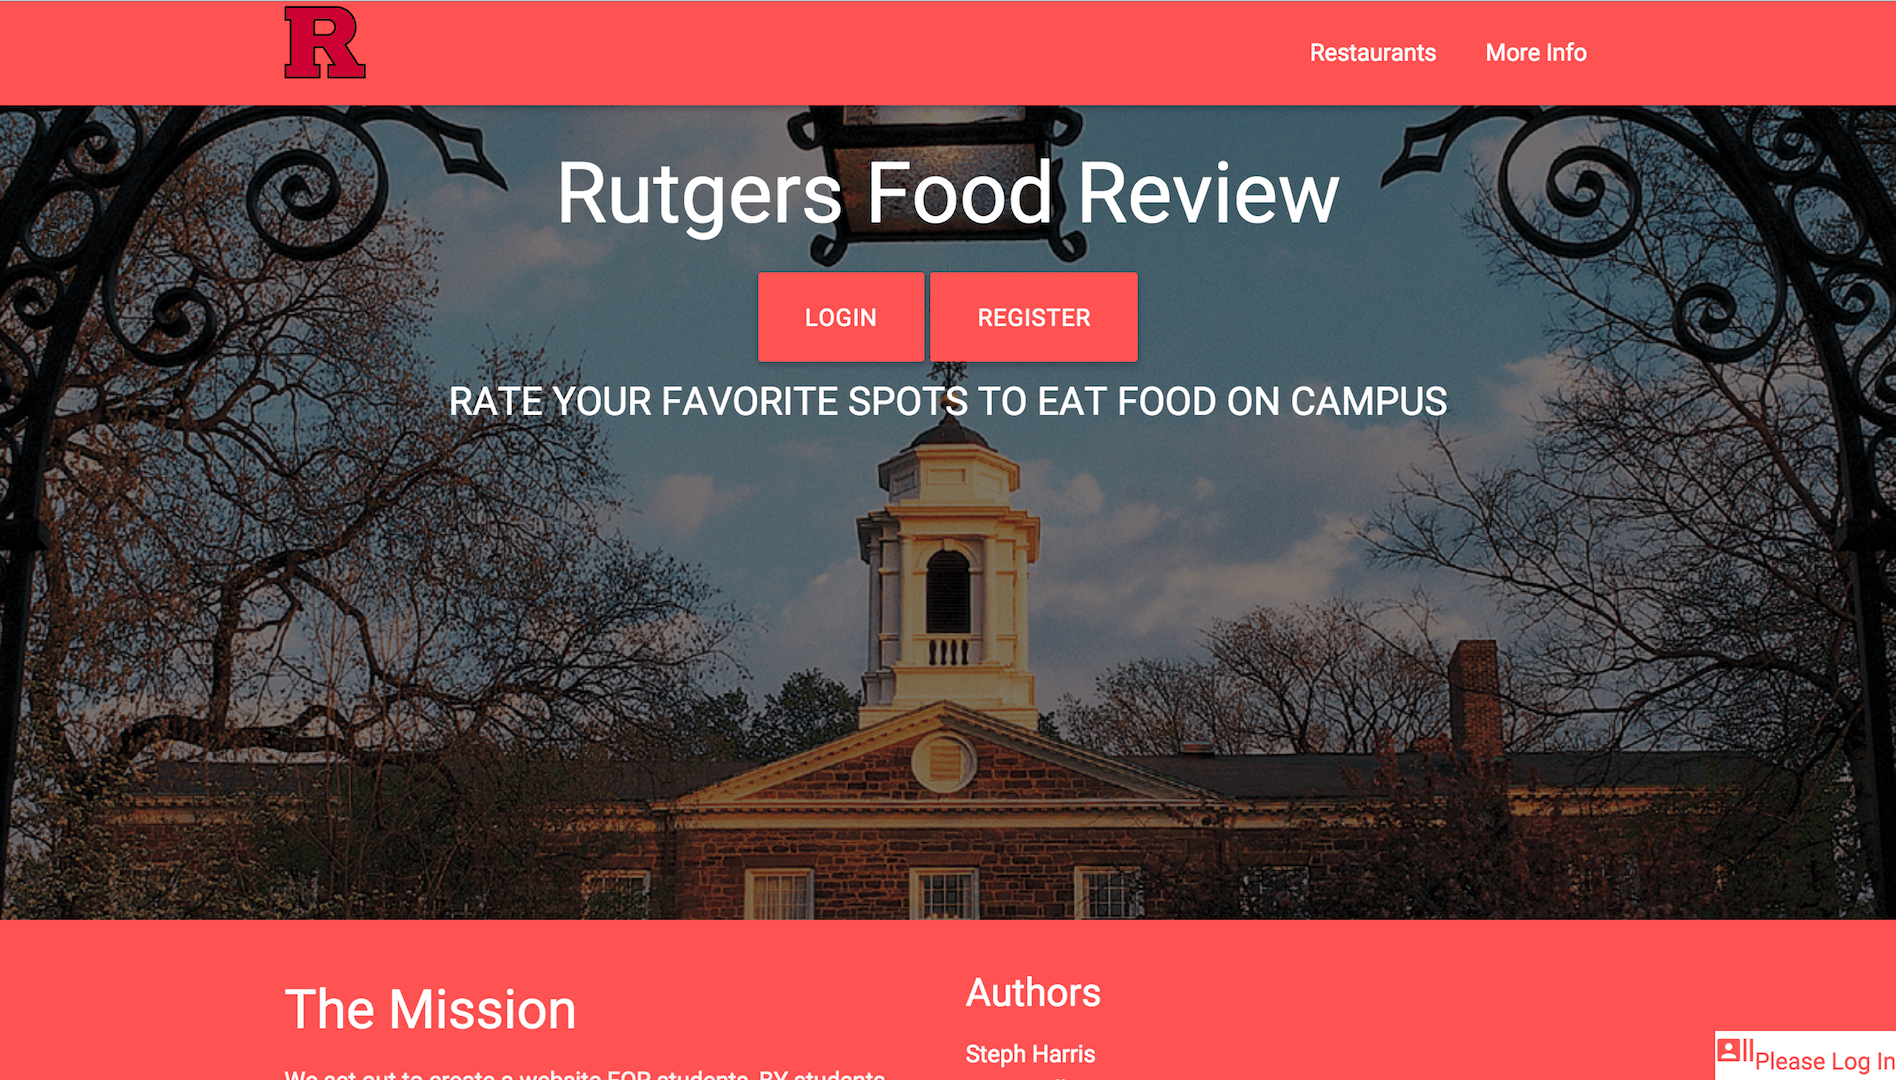 R
Restaurants
More Info
Rutgers Food Review
LOGIN
REGISTER
RATE YOUR FAVORITE SPOTS TO EAT FOOD ON CAMPUS
The Mission
We set out to create a website FOR students, BY students
Authors
Steph Harris
Please Log In